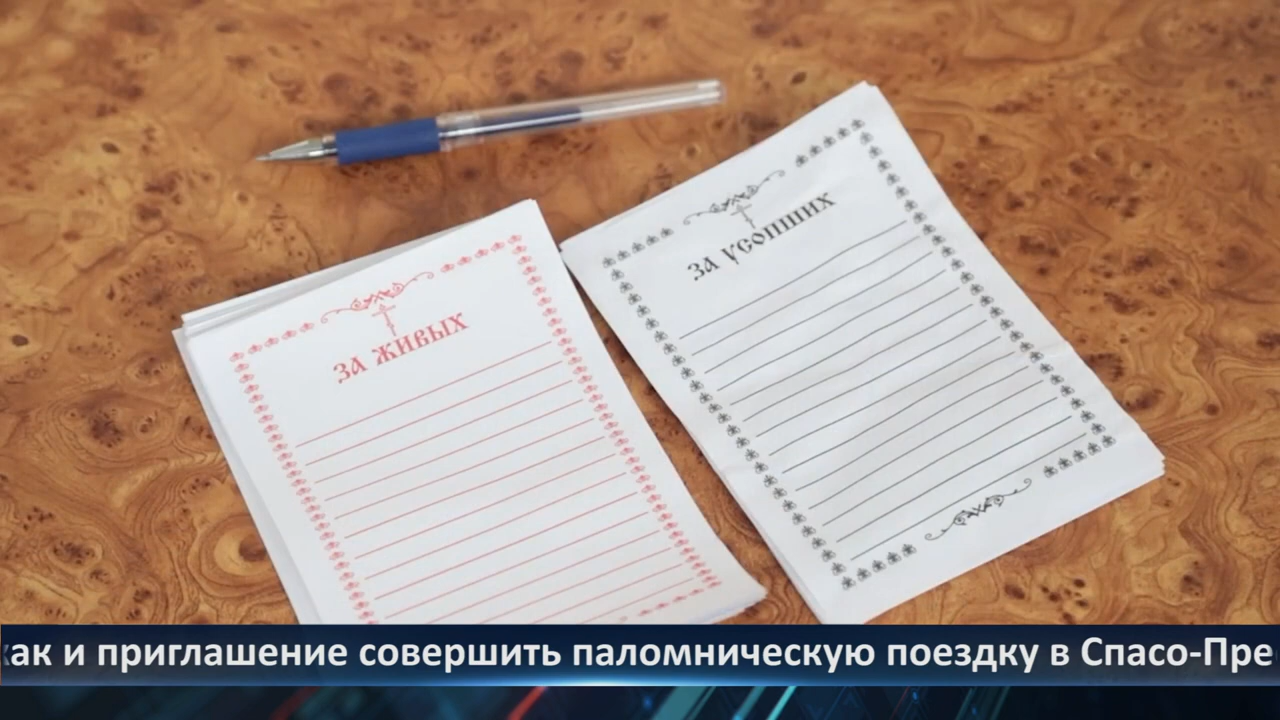 За усопших
За живых
как и приглашение совершить паломническую поездку в Спасо-Пре